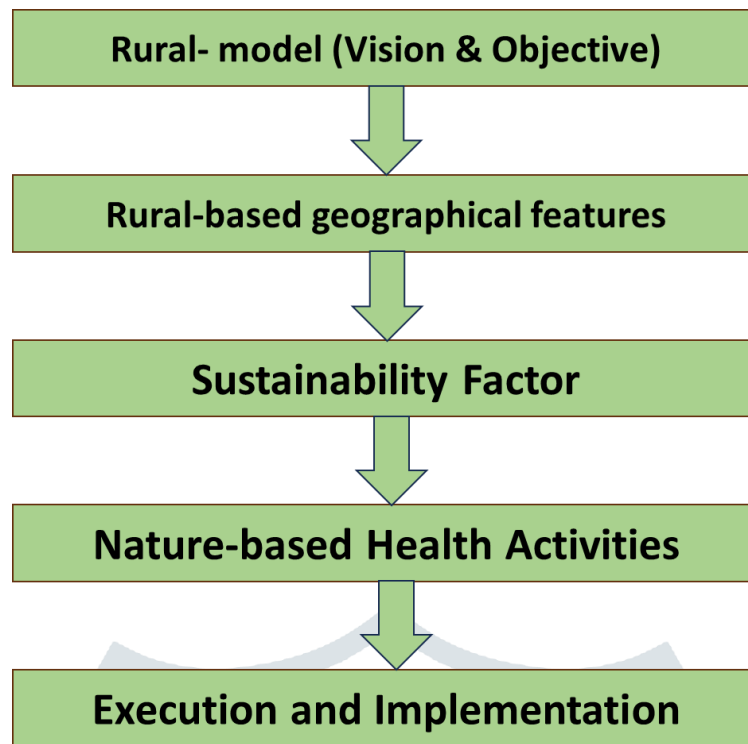 Rural- model (Vision & Objective)
Rural-based geographical features
Sustainability Factor
Nature-based Health Activities
Execution and Implementation